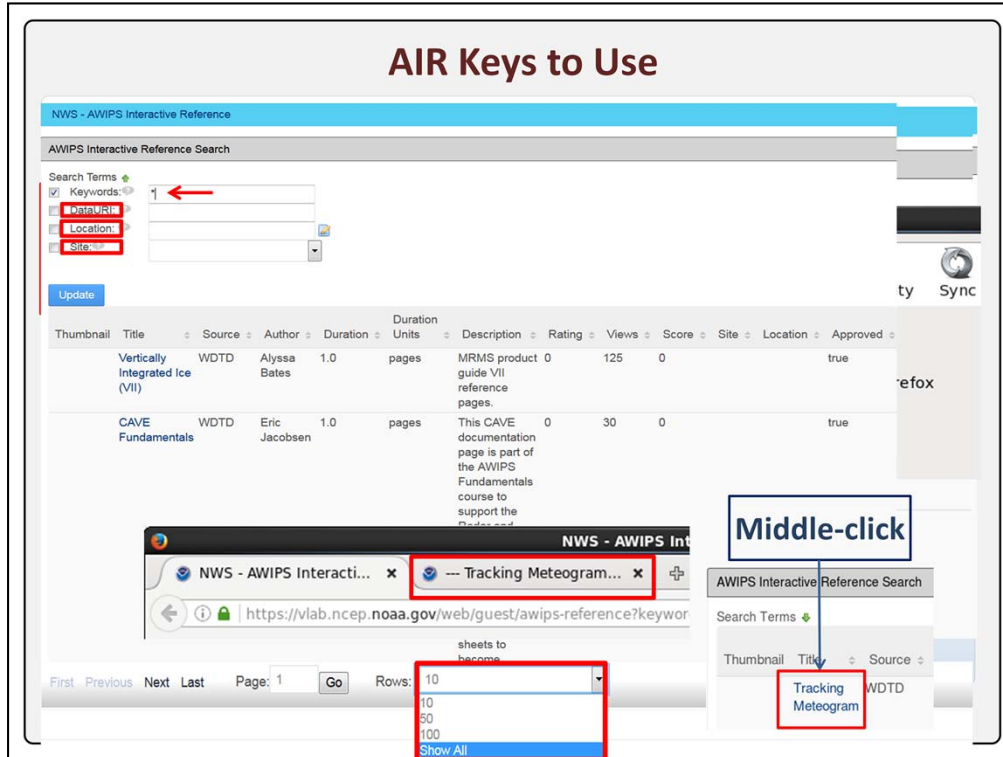 AIR Keys to Use
NWS - AWIPS Interactive Reference
AWIPS Interactive Reference Search
Search Terms
Keywords: *
DataURI:
Location:
Site:
ty Sync
Update
Thumbnail Title Source Author Duration Duration Units Description Rating Views Score Site Location Approved
Vertically Integrated Ice (VII) WDTD Alyssa Bates 1.0 pages MRMS product guide VII reference pages. 0 125 0 true
refox
CAVE Fundamentals WDTD Eric Jacobsen 1.0 pages This CAVE documentation page is part of the AWIPS Fundamentals course to support the 0 30 0 true
Middle-click
NWS - AWIPS Int
NWS - AWIPS Interacti... × --- Tracking Meteogram... ×
https://vlab.ncep.noaa.gov/web/guest/awips-reference?keywor
AWIPS Interactive Reference Search
Search Terms
Thumbnail Title Source
Tracking Meteogram WDTD
sheets to
become
First Previous Next Last Page: 1 Go Rows: 10
10
50
100
Show All